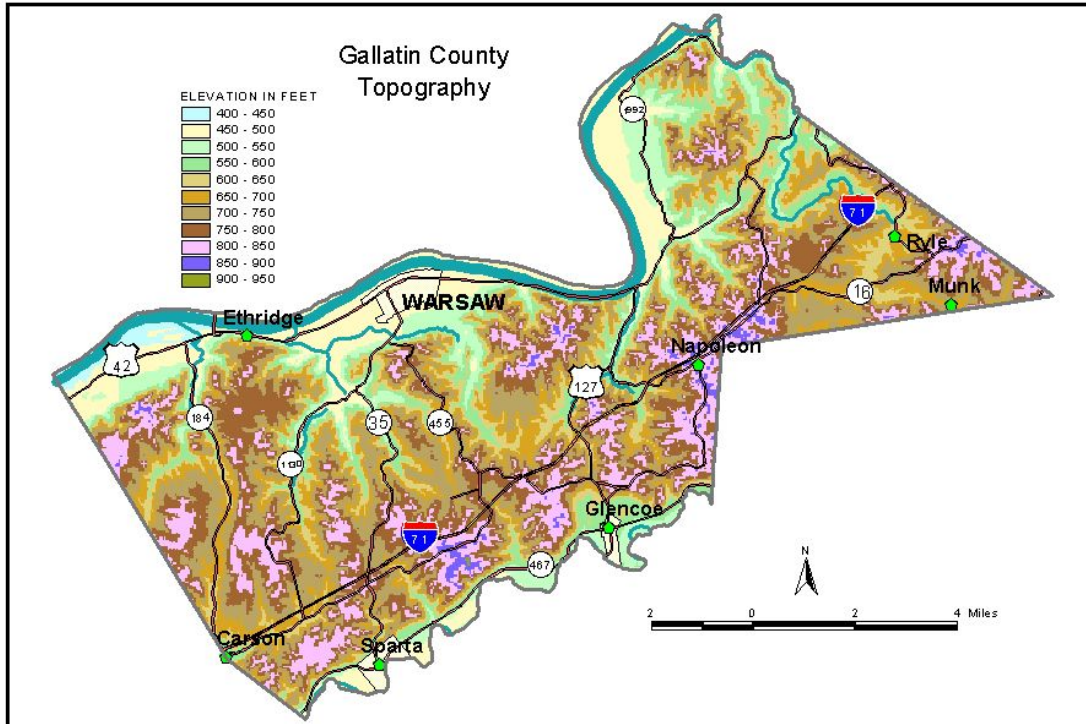 Gallatin County
Topography
ELEVATION IN FEET
400 - 450
450 - 500
500 - 550
550 - 600
600 - 650
650 - 700
700 - 750
750 - 800
800 - 850
850 - 900
900 - 950
992
71
Ryle
16
Munk
WARSAW
Ethridge
42
Napoleon
127
184
35
455
1130
Glencoe
71
467
N
Carson
Sparta
2 0 2 4 Miles